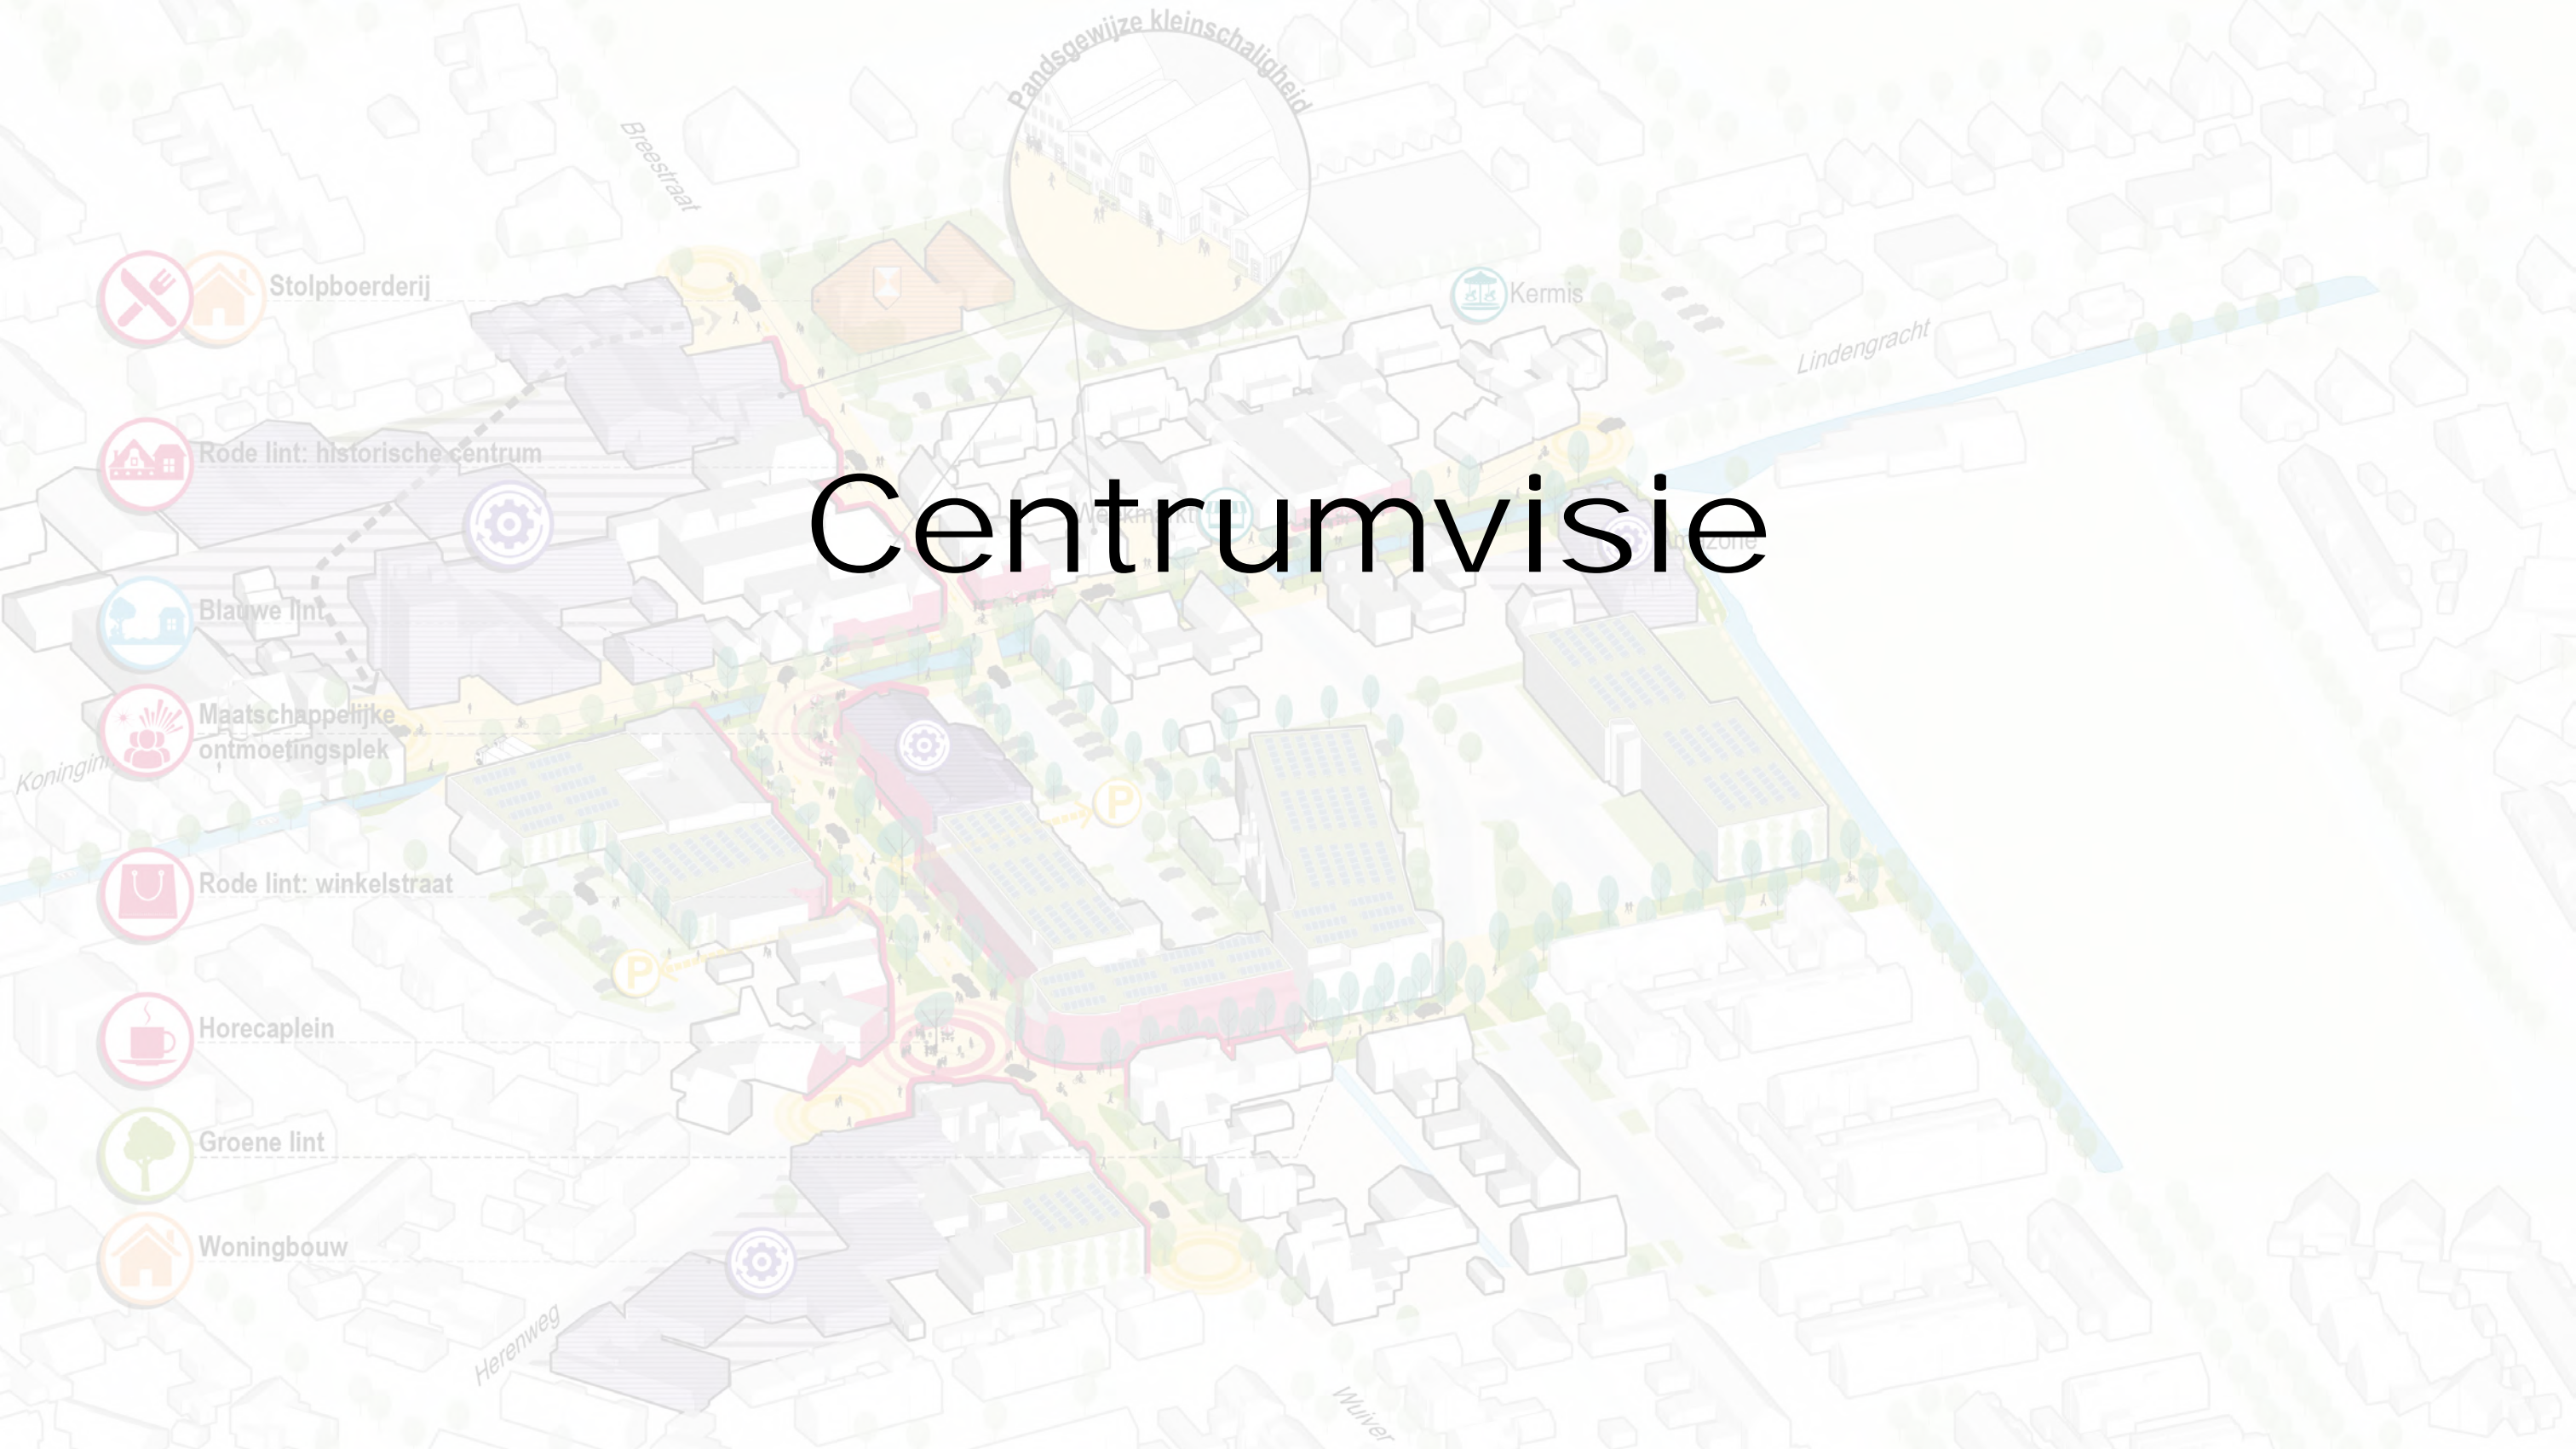 Pandsgewijze kleinschaligheid
Breestraat
Stolpboerderij
Kermis
Lindengracht
Rode lint: historische centrum
Centrumvisie
Weekmarkt
Blauwe lint
Maatschappelijke
ontmoetingsplek
Rode lint: winkelstraat
P
P
Horecaplein
Groene lint
Woningbouw
Herenweg
Wuiver